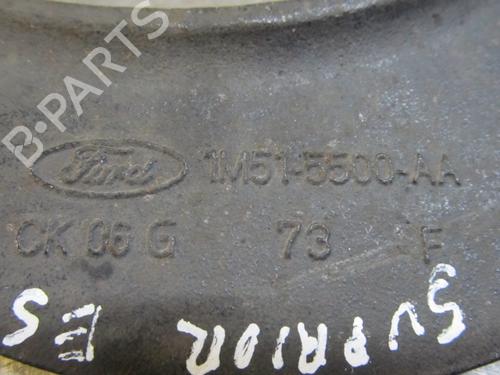 B-PARTS
Ford 1M51-5500-AA
CK 06 G 73 F
SUPRIOR ES